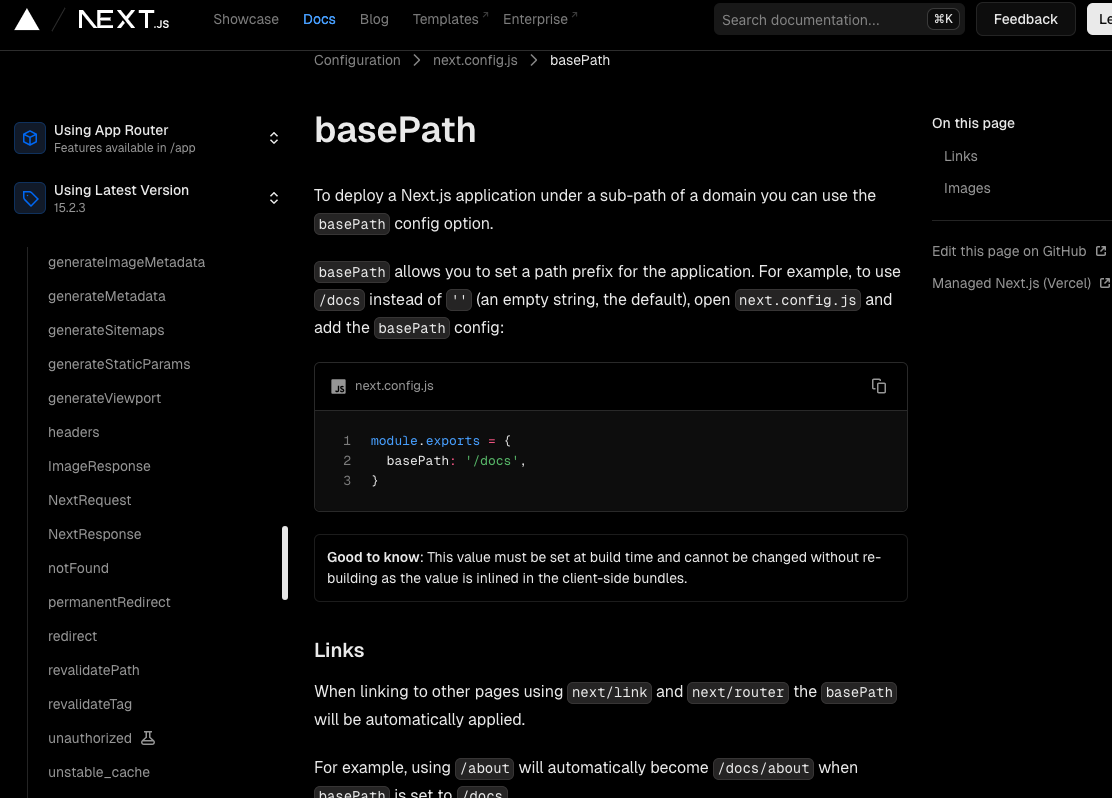 NEXT.JS
Showcase
Docs
Blog
Templates
Enterprise
Search documentation...
⌘K
Feedback
Le
Configuration > next.config.js > basePath
Using App Router
Features available in /app
Using Latest Version
15.2.3
generateImageMetadata
generateMetadata
generateSitemaps
generateStaticParams
generateViewport
headers
ImageResponse
NextRequest
NextResponse
notFound
permanentRedirect
redirect
revalidatePath
revalidateTag
unauthorized
unstable_cache
basePath
To deploy a Next.js application under a sub-path of a domain you can use the
basePath config option.
basePath allows you to set a path prefix for the application. For example, to use
/docs instead of '' (an empty string, the default), open next.config.js and
add the basePath config:
JS next.config.js
1 module.exports = {
2   basePath: '/docs',
3 }
Good to know: This value must be set at build time and cannot be changed without re-
building as the value is inlined in the client-side bundles.
Links
When linking to other pages using next/link and next/router the basePath
will be automatically applied.
For example, using /about will automatically become /docs/about when
basePath is set to /docs
On this page
Links
Images
Edit this page on GitHub
Managed Next.js (Vercel)